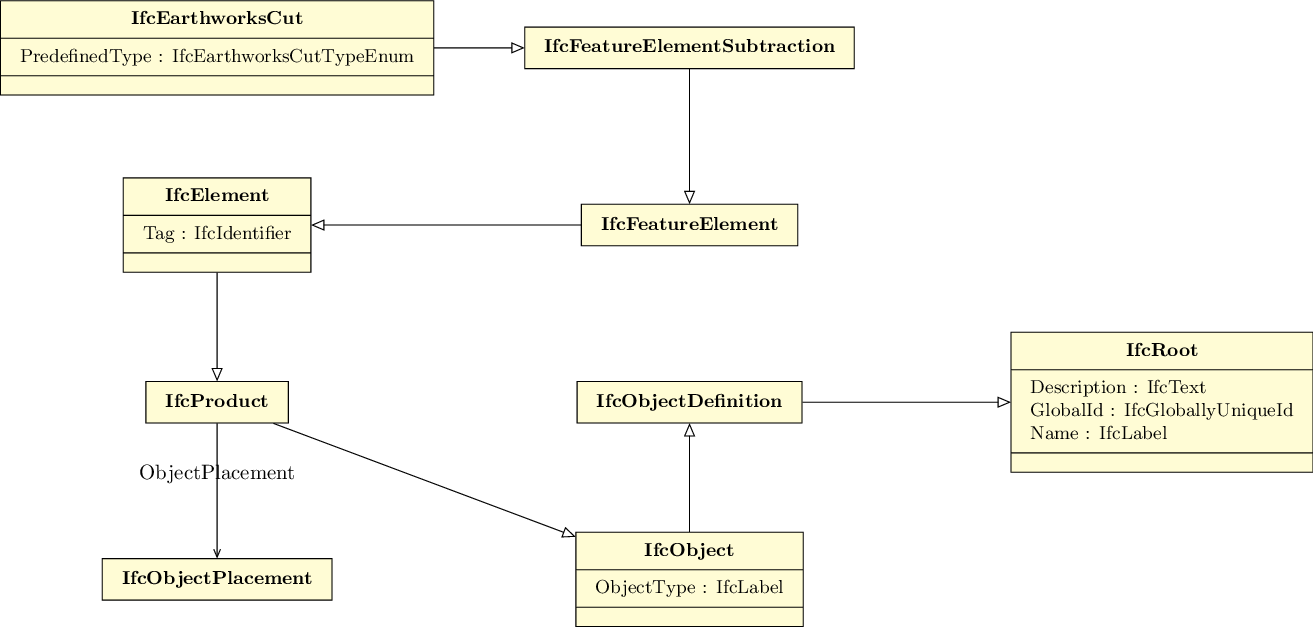 IfcEarthworksCut
PredefinedType : IfcEarthworksCutTypeEnum
IfcFeatureElementSubtraction
IfcElement
Tag : IfcIdentifier
IfcFeatureElement
IfcProduct
IfcObjectDefinition
IfcRoot
Description : IfcText
GlobalId : IfcGloballyUniqueId
Name : IfcLabel
ObjectPlacement
IfcObjectPlacement
IfcObject
ObjectType : IfcLabel